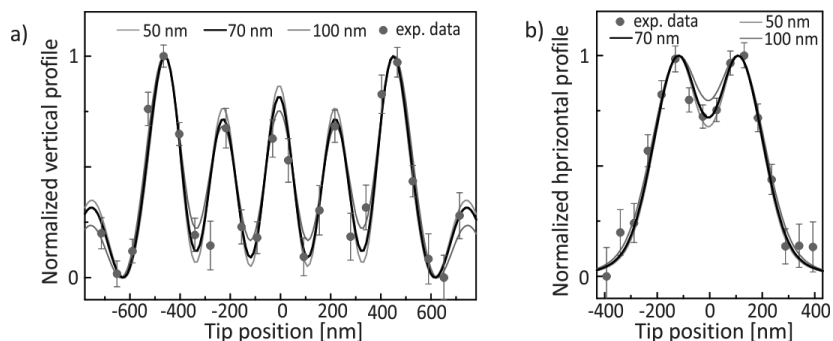 a)
50 nm 70 nm 100 nm exp. data
Normalized vertical profile
1
0
-600 -400 -200 0 200 400 600
Tip position [nm]
b)
exp. data 50 nm
70 nm 100 nm
Normalized hprizontal profile
1
0
-400 -200 0 200 400
Tip position [nm]